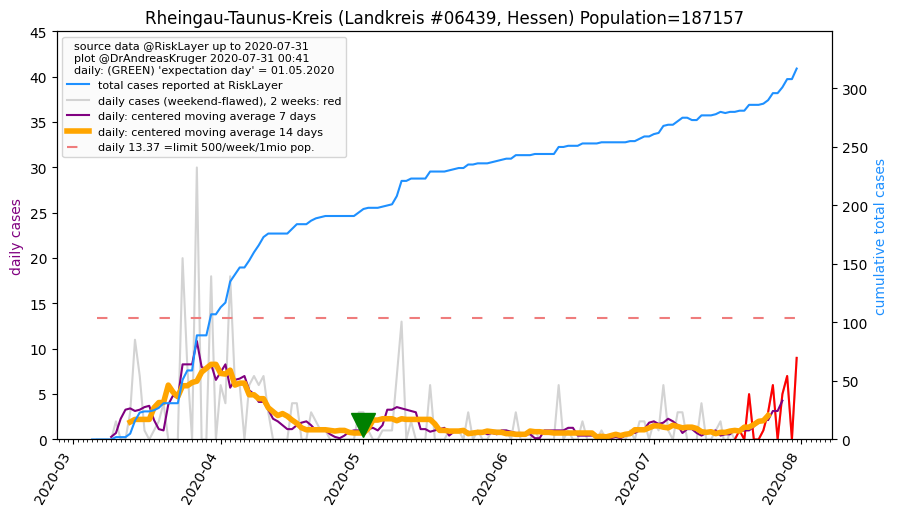 Rheingau-Taunus-Kreis (Landkreis #06439, Hessen) Population=187157
source data @RiskLayer up to 2020-07-31
plot @DrAndreasKruger 2020-07-31 00:41
daily: (GREEN) 'expectation day' = 01.05.2020
total cases reported at RiskLayer
daily cases (weekend-flawed), 2 weeks: red
daily: centered moving average 7 days
daily: centered moving average 14 days
daily 13.37 =limit 500/week/1mio pop.
daily cases
45
40
35
30
25
20
15
10
5
0
cumulative total cases
300
250
200
150
100
50
0
2020-03
2020-04
2020-05
2020-06
2020-07
2020-08